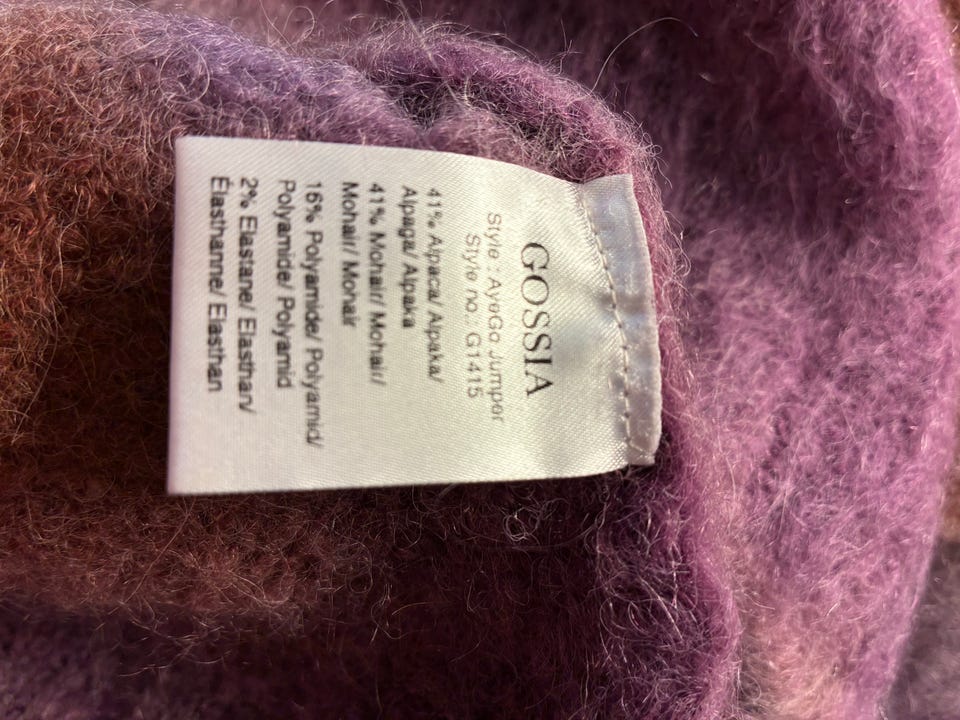 GOSSIA
Style : AyeGo Jumper
Style no. G1415
41% Alpaca/ Alpaka/
Alpaga/ Alpaka
41% Mohair/ Mohair/
Mohair/ Mohair
16% Polyamide/ Polyamid/
Polyamide/ Polyamid
2% Elastane/ Elasthan/
Élasthanne/ Elasthan